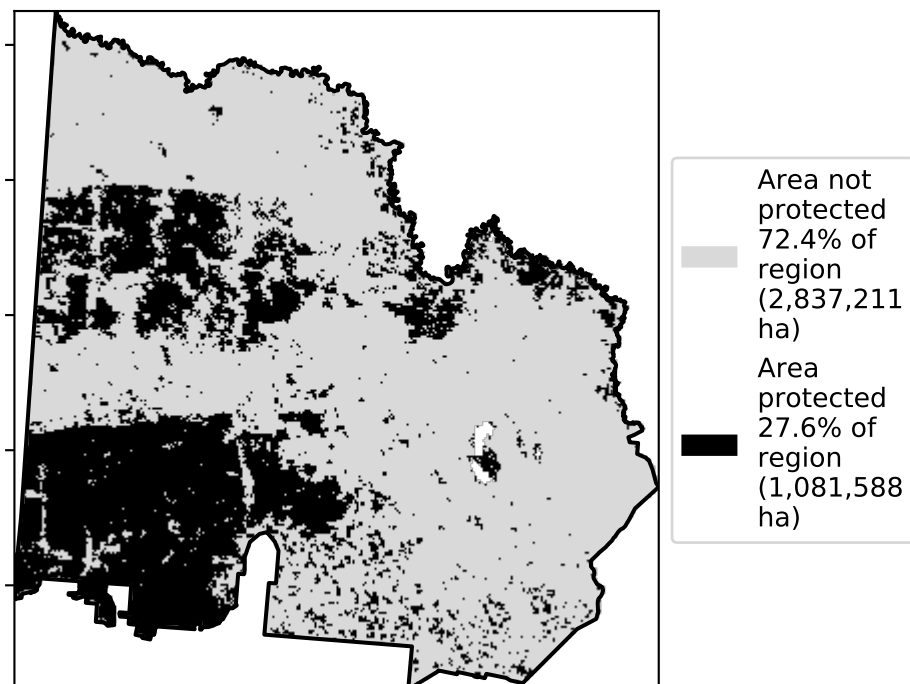 Area not
protected
72.4% of
region
(2,837,211
ha)
Area
protected
27.6% of
region
(1,081,588
ha)